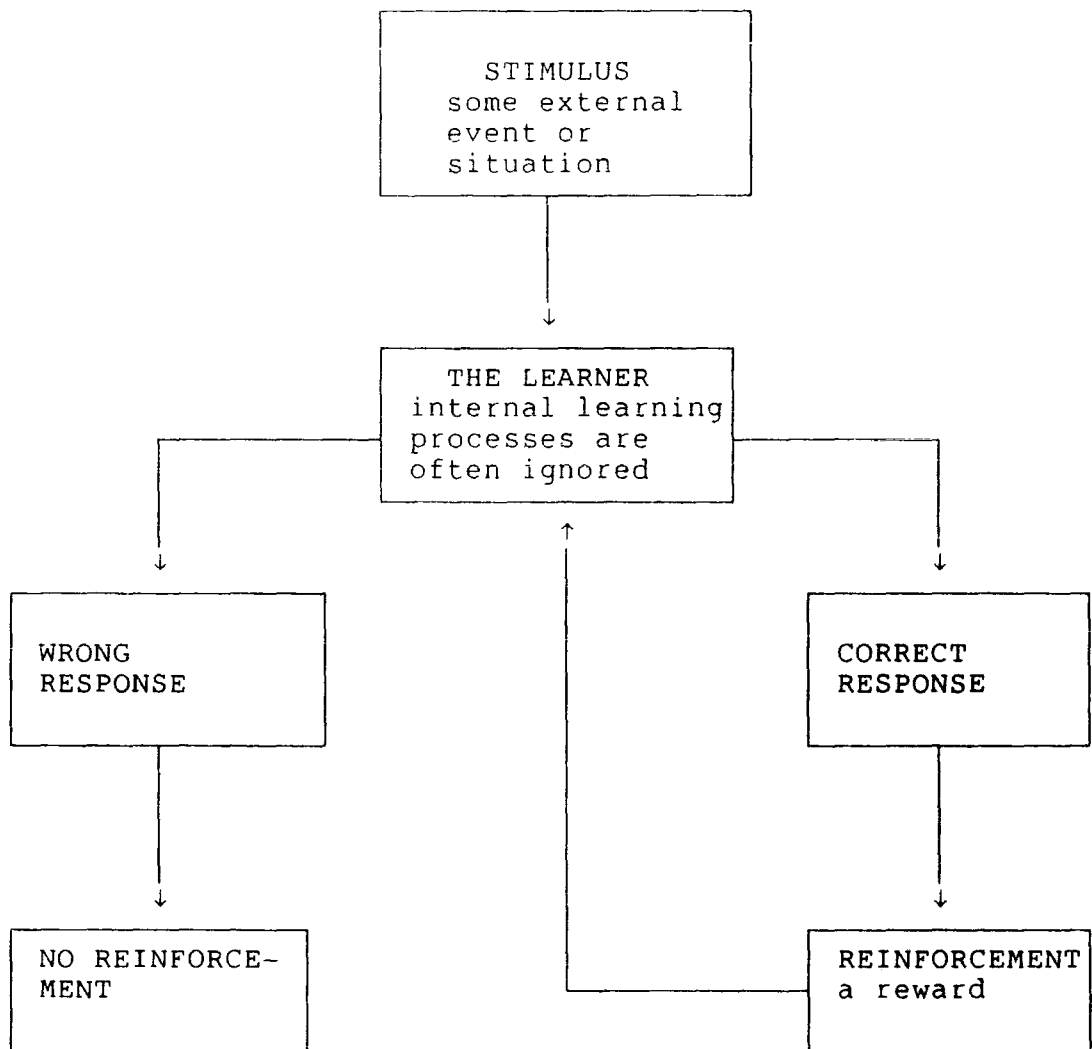 STIMULUS
some external
event or
situation
THE LEARNER
internal learning
processes are
often ignored
WRONG
RESPONSE
CORRECT
RESPONSE
NO REINFORCE-
MENT
REINFORCEMENT
a reward